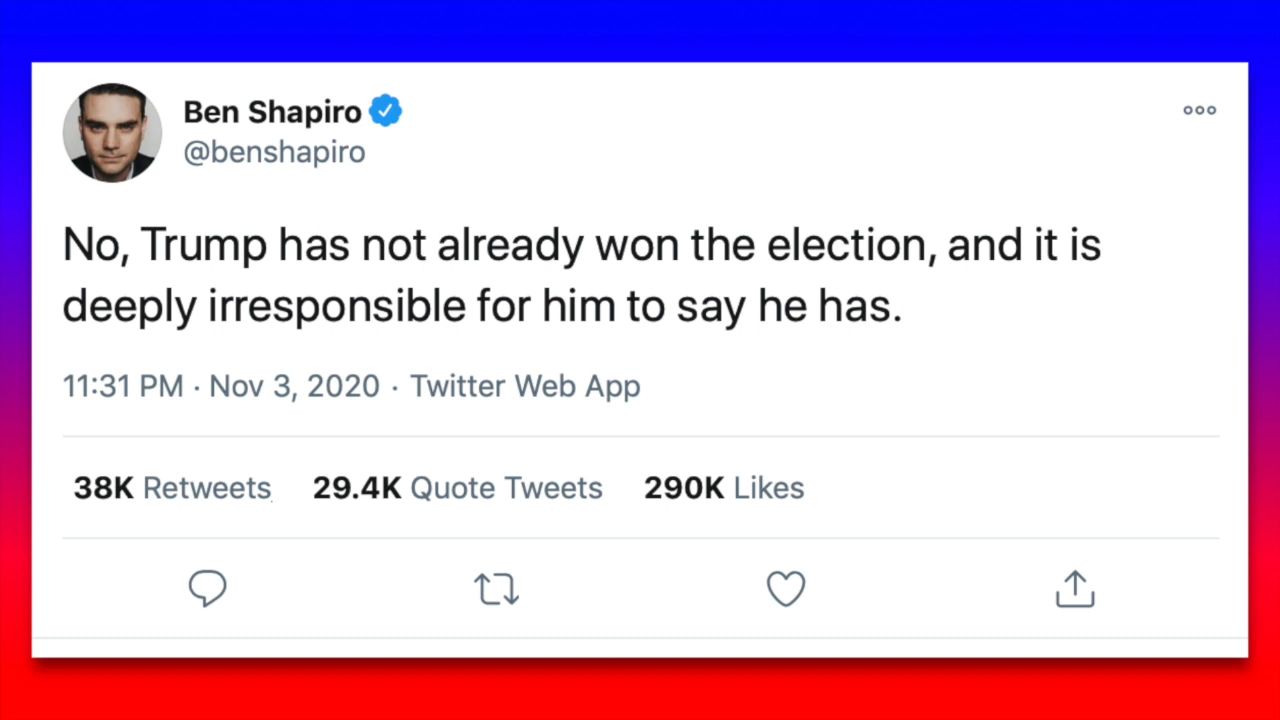 Ben Shapiro
@benshapiro
No, Trump has not already won the election, and it is
deeply irresponsible for him to say he has.
11:31 PM · Nov 3, 2020 · Twitter Web App
38K Retweets 29.4K Quote Tweets 290K Likes